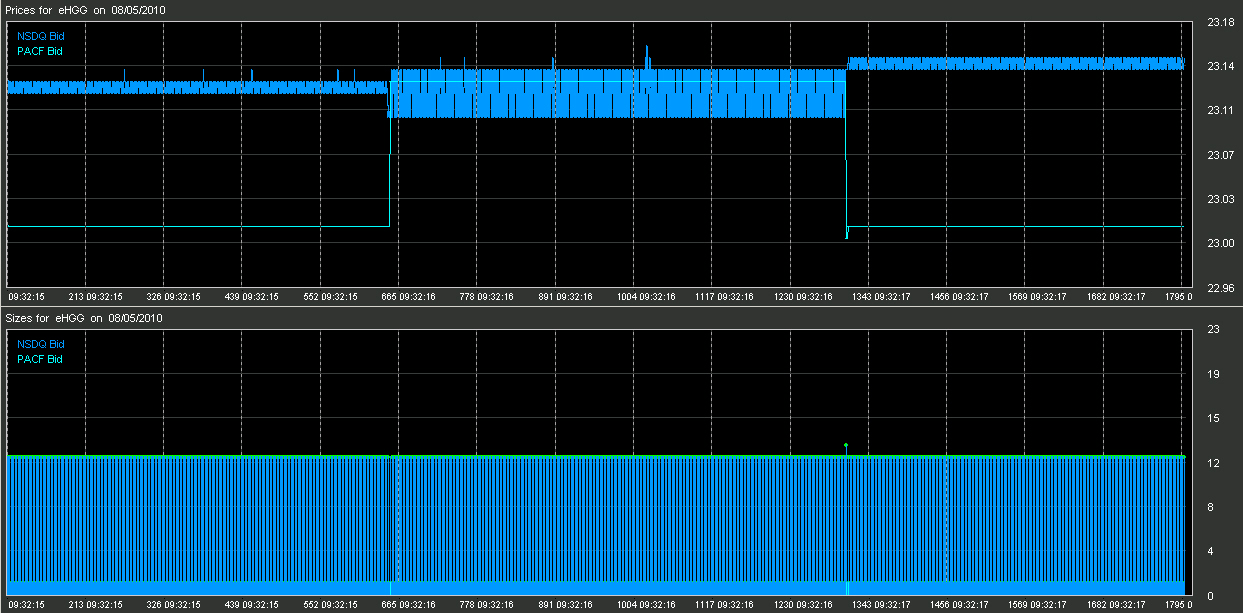 Prices for eHGG on 08/05/2010
NSDQ Bid
PACF Bid
23.18
23.14
23.11
23.07
23.03
23.00
22.96
09:32:15 213 09:32:15 326 09:32:15 439 09:32:15 552 09:32:15 665 09:32:16 778 09:32:16 891 09:32:16 1004 09:32:16 1117 09:32:16 1230 09:32:16 1343 09:32:17 1456 09:32:17 1569 09:32:17 1682 09:32:17 1795 0
Sizes for eHGG on 08/05/2010
NSDQ Bid
PACF Bid
23
19
15
12
8
4
0
09:32:15 213 09:32:15 326 09:32:15 439 09:32:15 552 09:32:15 665 09:32:16 778 09:32:16 891 09:32:16 1004 09:32:16 1117 09:32:16 1230 09:32:16 1343 09:32:17 1456 09:32:17 1569 09:32:17 1682 09:32:17 1795 0